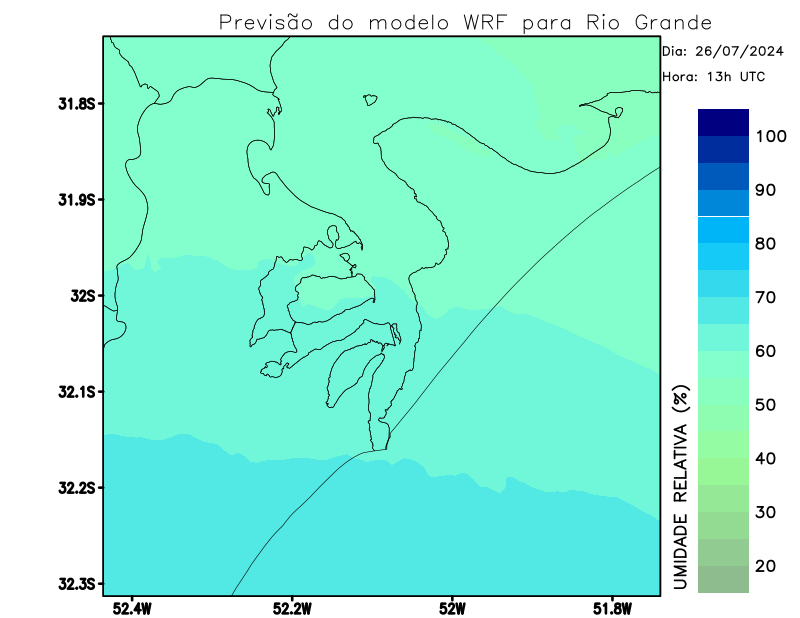 Previsão do modelo WRF para Rio Grande
Dia: 26/07/2024
Hora: 13h UTC
31.8S
31.9S
32S
32.1S
32.2S
32.3S
52.4W
52.2W
52W
51.8W
100
90
80
70
60
50
40
30
20
UMIDADE RELATIVA (%)